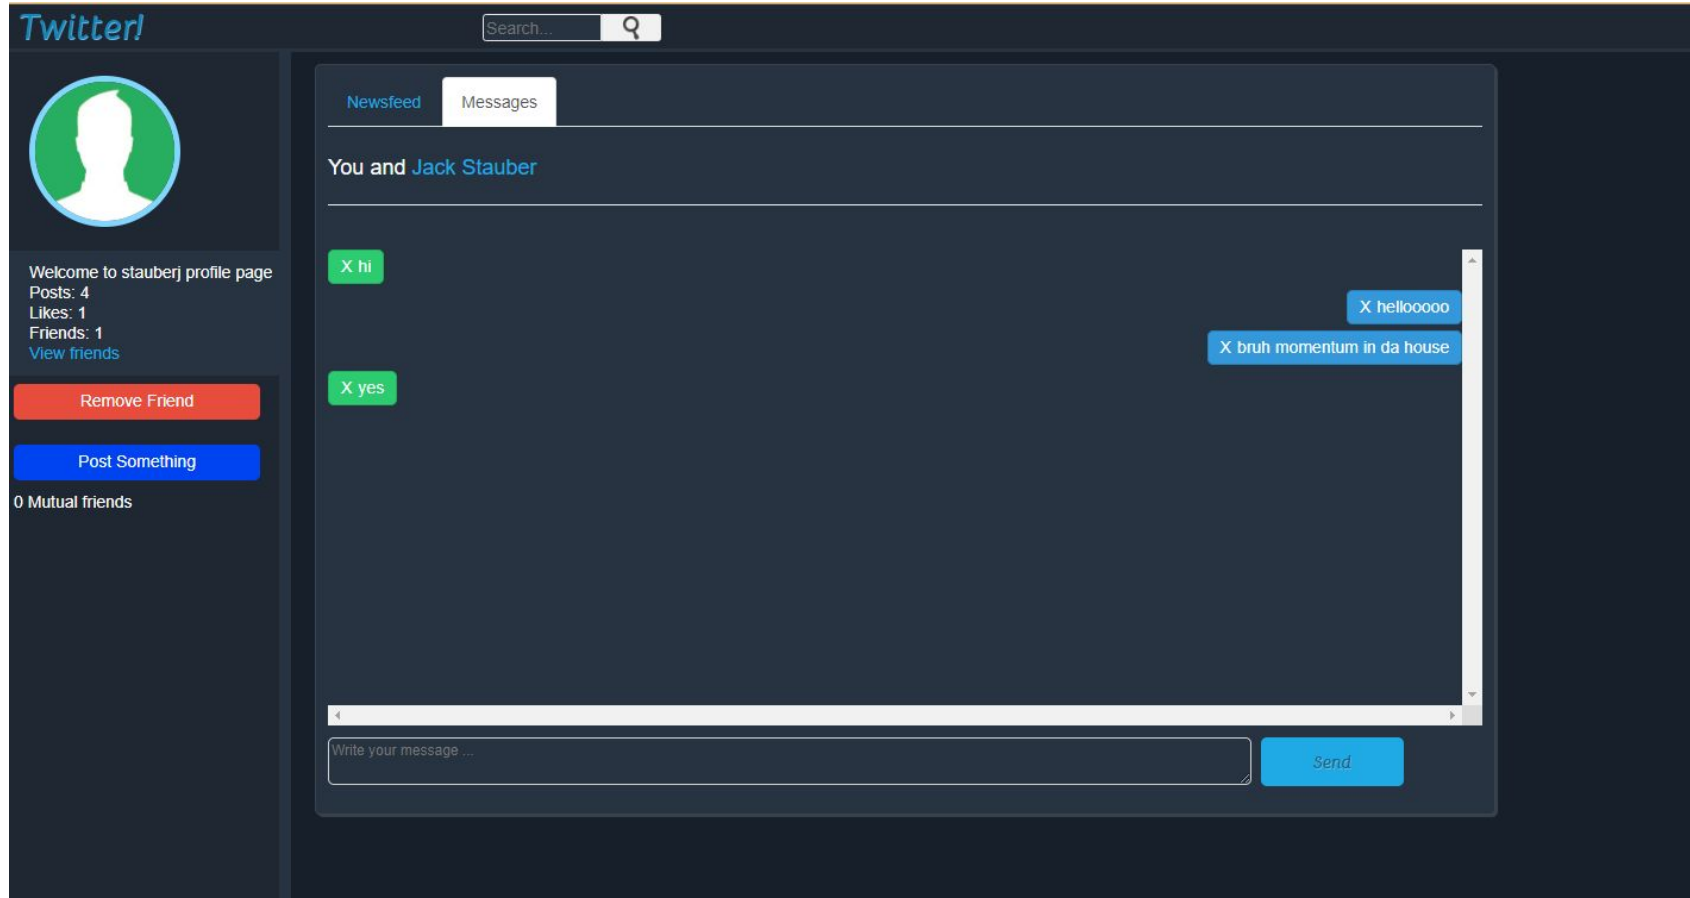 Twitter!
Search...
Newsfeed Messages
You and Jack Stauber
Welcome to stauberj profile page
Posts: 4
Likes: 1
Friends: 1
View friends
Remove Friend
Post Something
0 Mutual friends
X hi
X hellooooo
X bruh momentum in da house
X yes
Write your message ...
Send